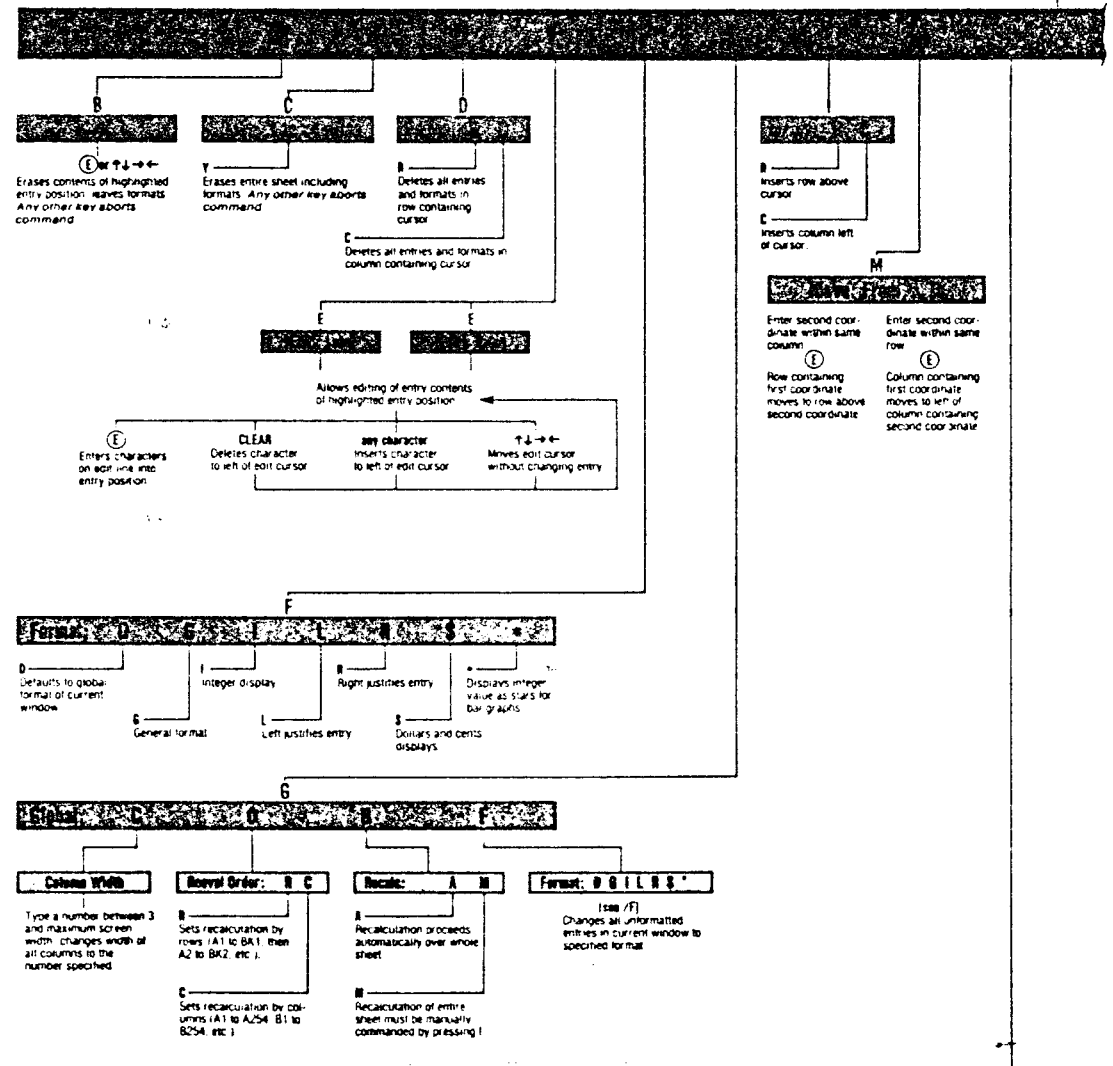 B
C
D
Ⓔ or ↑↓→←
Erases contents of highlighted
entry position, leaves formats
Any other key aborts
command
Y
Erases entire sheet including
formats. Any other key aborts
command
R
Deletes all entries
and formats in
row containing
cursor
C
Deletes all entries and formats in
column containing cursor
R
Inserts row above
cursor
C
Inserts column left
of cursor.
M
Move From
Enter second coor-
dinate within same
column
Ⓔ
Row containing
first coordinate
moves to row above
second coordinate
Enter second coor-
dinate within same
row
Ⓔ
Column containing
first coordinate
moves to left of
column containing
second coordinate
E
E
Allows editing of entry contents
of highlighted entry position
Ⓔ
Enters characters
on edit line into
entry position
CLEAR
Deletes character
to left of edit cursor
any character
Inserts character
to left of edit cursor
↑↓→←
Moves edit cursor
without changing entry
F
Format: D G I L R $ *
D
Defaults to global
format of current
window
G
General format
I
Integer display
L
Left justifies entry
R
Right justifies entry
$
Dollars and cents
displays
*
Displays integer
value as stars for
bar graphs
G
Global C O R F
Column Width
Type a number between 3
and maximum screen
width: changes width of
all columns to the
number specified
Reeval Order: R C
R
Sets recalculation by
rows (A1 to BK1, then
A2 to BK2, etc.).
C
Sets recalculation by col-
umns (A1 to A254, B1 to
B254, etc.)
Recalc: A M
A
Recalculation proceeds
automatically over whole
sheet
M
Recalculation of entire
sheet must be manually
commanded by pressing !
Format: D G I L R $ *
(see /F)
Changes all unformatted
entries in current window to
specified format